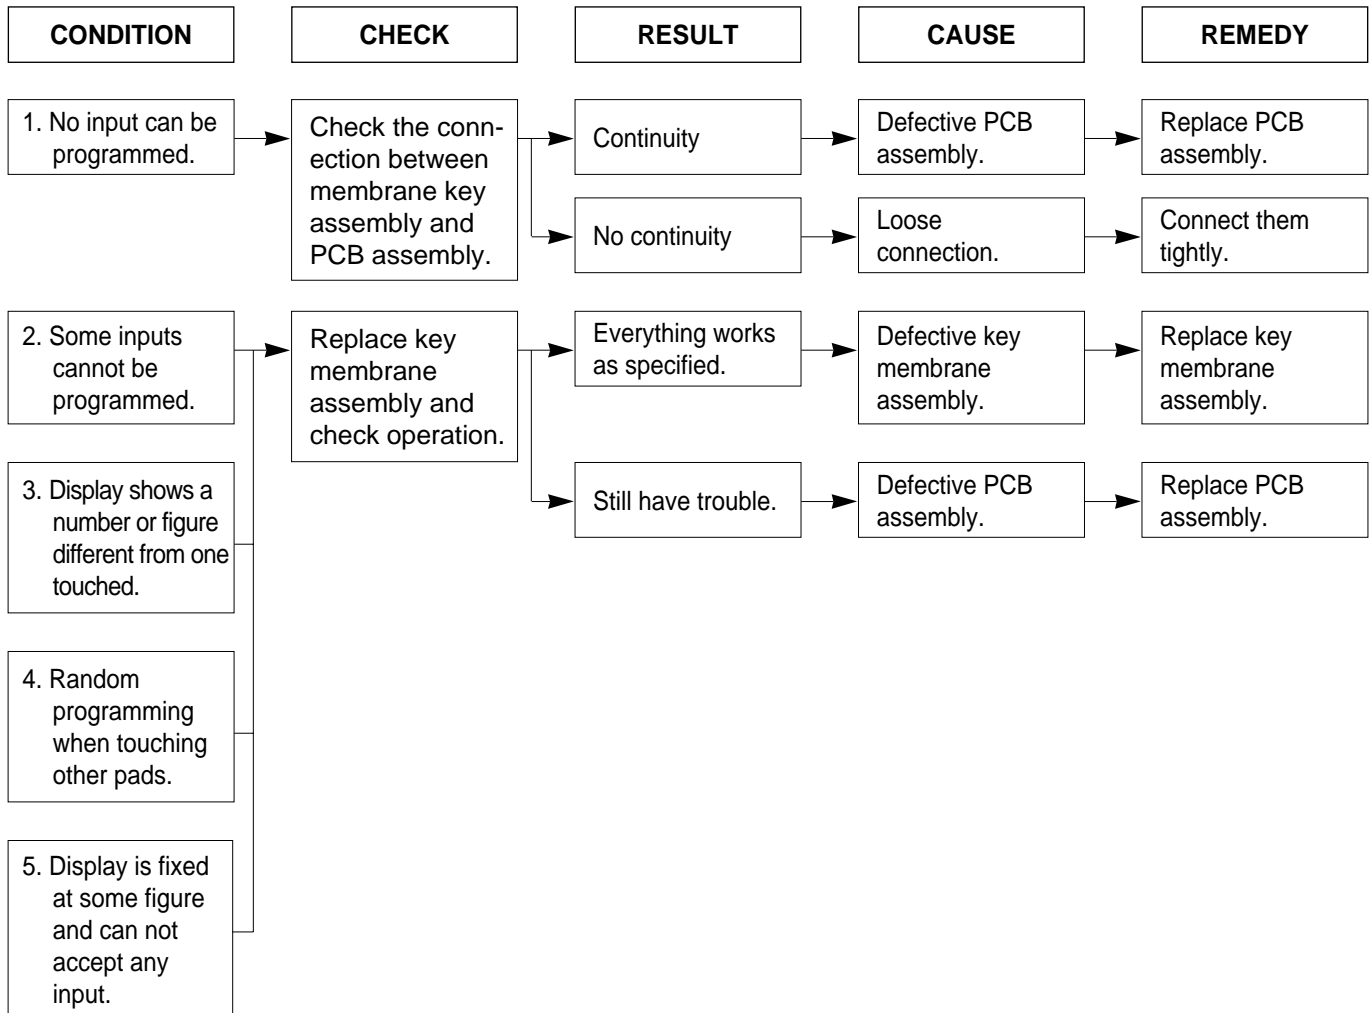 CONDITION
CHECK
RESULT
CAUSE
REMEDY
1. No input can be
programmed.
Check the conn-
ection between
membrane key
assembly and
PCB assembly.
Continuity
Defective PCB
assembly.
Replace PCB
assembly.
No continuity
Loose
connection.
Connect them
tightly.
2. Some inputs
cannot be
programmed.
Replace key
membrane
assembly and
check operation.
Everything works
as specified.
Defective key
membrane
assembly.
Replace key
membrane
assembly.
Still have trouble.
Defective PCB
assembly.
Replace PCB
assembly.
3. Display shows a
number or figure
different from one
touched.
4. Random
programming
when touching
other pads.
5. Display is fixed
at some figure
and can not
accept any
input.